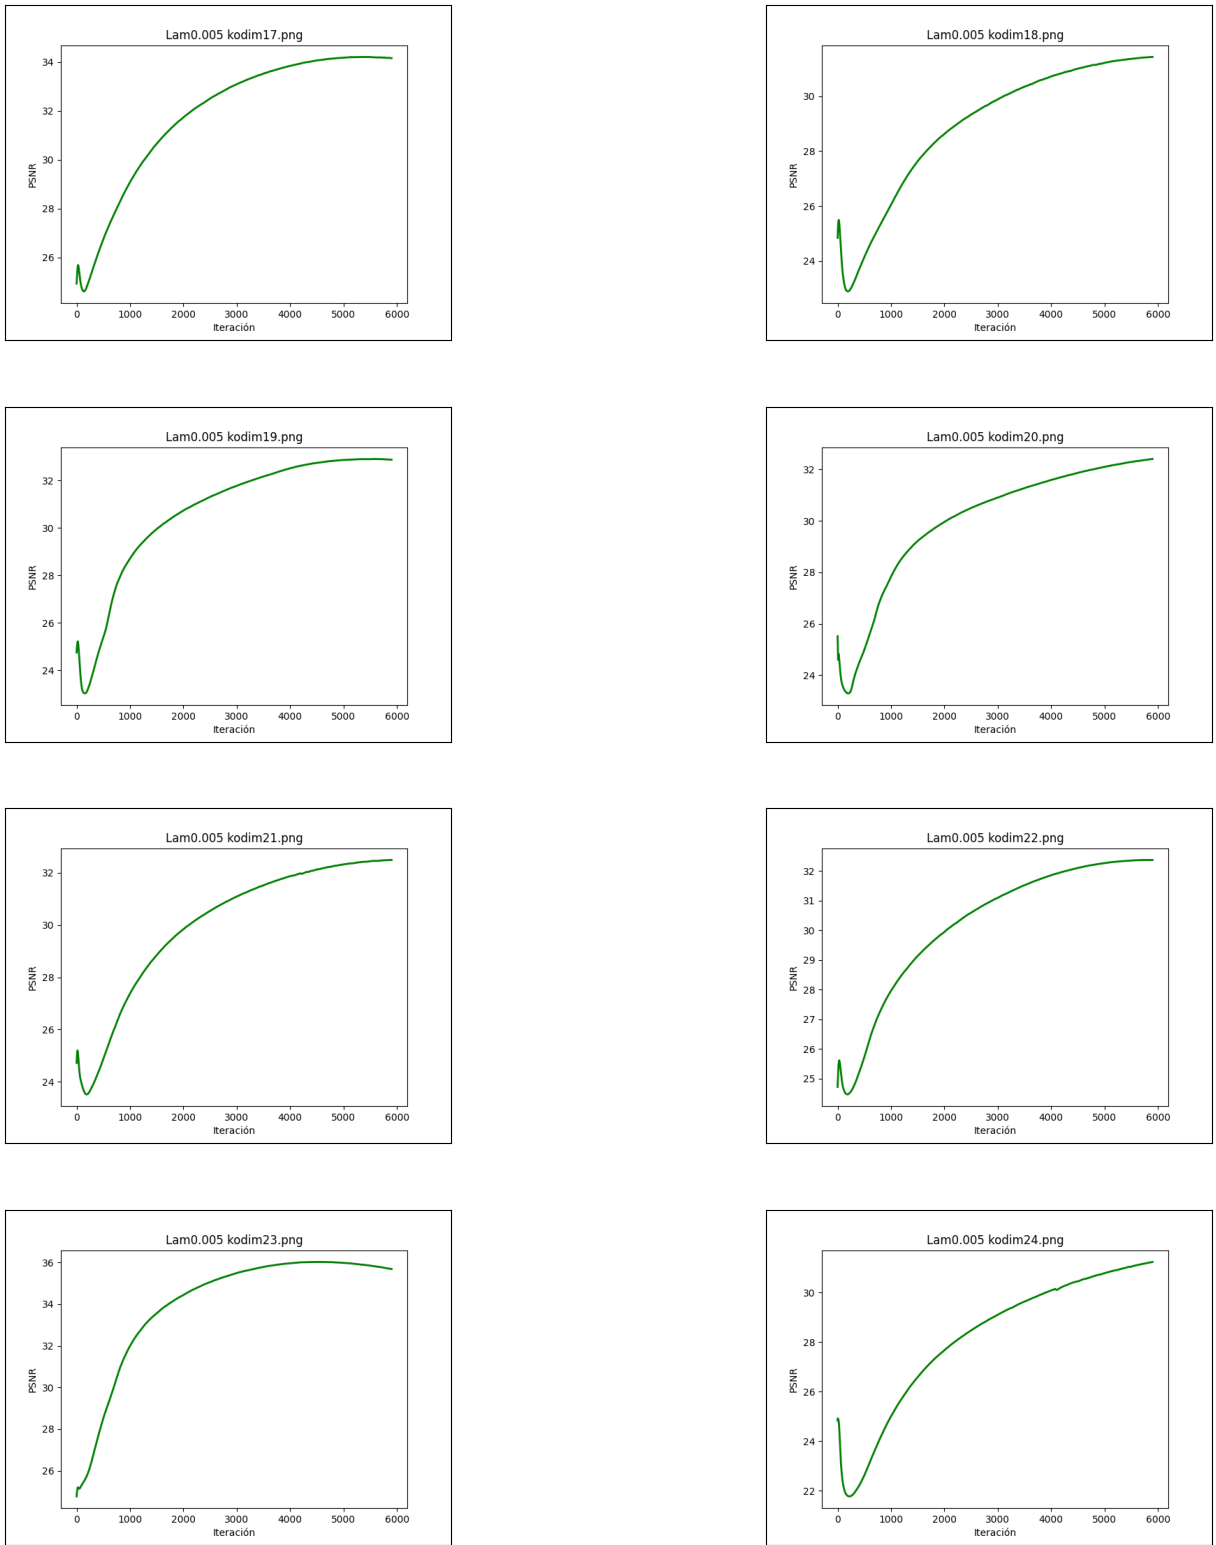 Lam0.005 kodim17.png
34
32
30
28
26
PSNR
0 1000 2000 3000 4000 5000 6000
Iteración
Lam0.005 kodim18.png
30
28
26
24
PSNR
0 1000 2000 3000 4000 5000 6000
Iteración
Lam0.005 kodim19.png
32
30
28
26
24
PSNR
0 1000 2000 3000 4000 5000 6000
Iteración
Lam0.005 kodim20.png
32
30
28
26
24
PSNR
0 1000 2000 3000 4000 5000 6000
Iteración
Lam0.005 kodim21.png
32
30
28
26
24
PSNR
0 1000 2000 3000 4000 5000 6000
Iteración
Lam0.005 kodim22.png
32
31
30
29
28
27
26
25
PSNR
0 1000 2000 3000 4000 5000 6000
Iteración
Lam0.005 kodim23.png
36
34
32
30
28
26
PSNR
0 1000 2000 3000 4000 5000 6000
Iteración
Lam0.005 kodim24.png
30
28
26
24
22
PSNR
0 1000 2000 3000 4000 5000 6000
Iteración